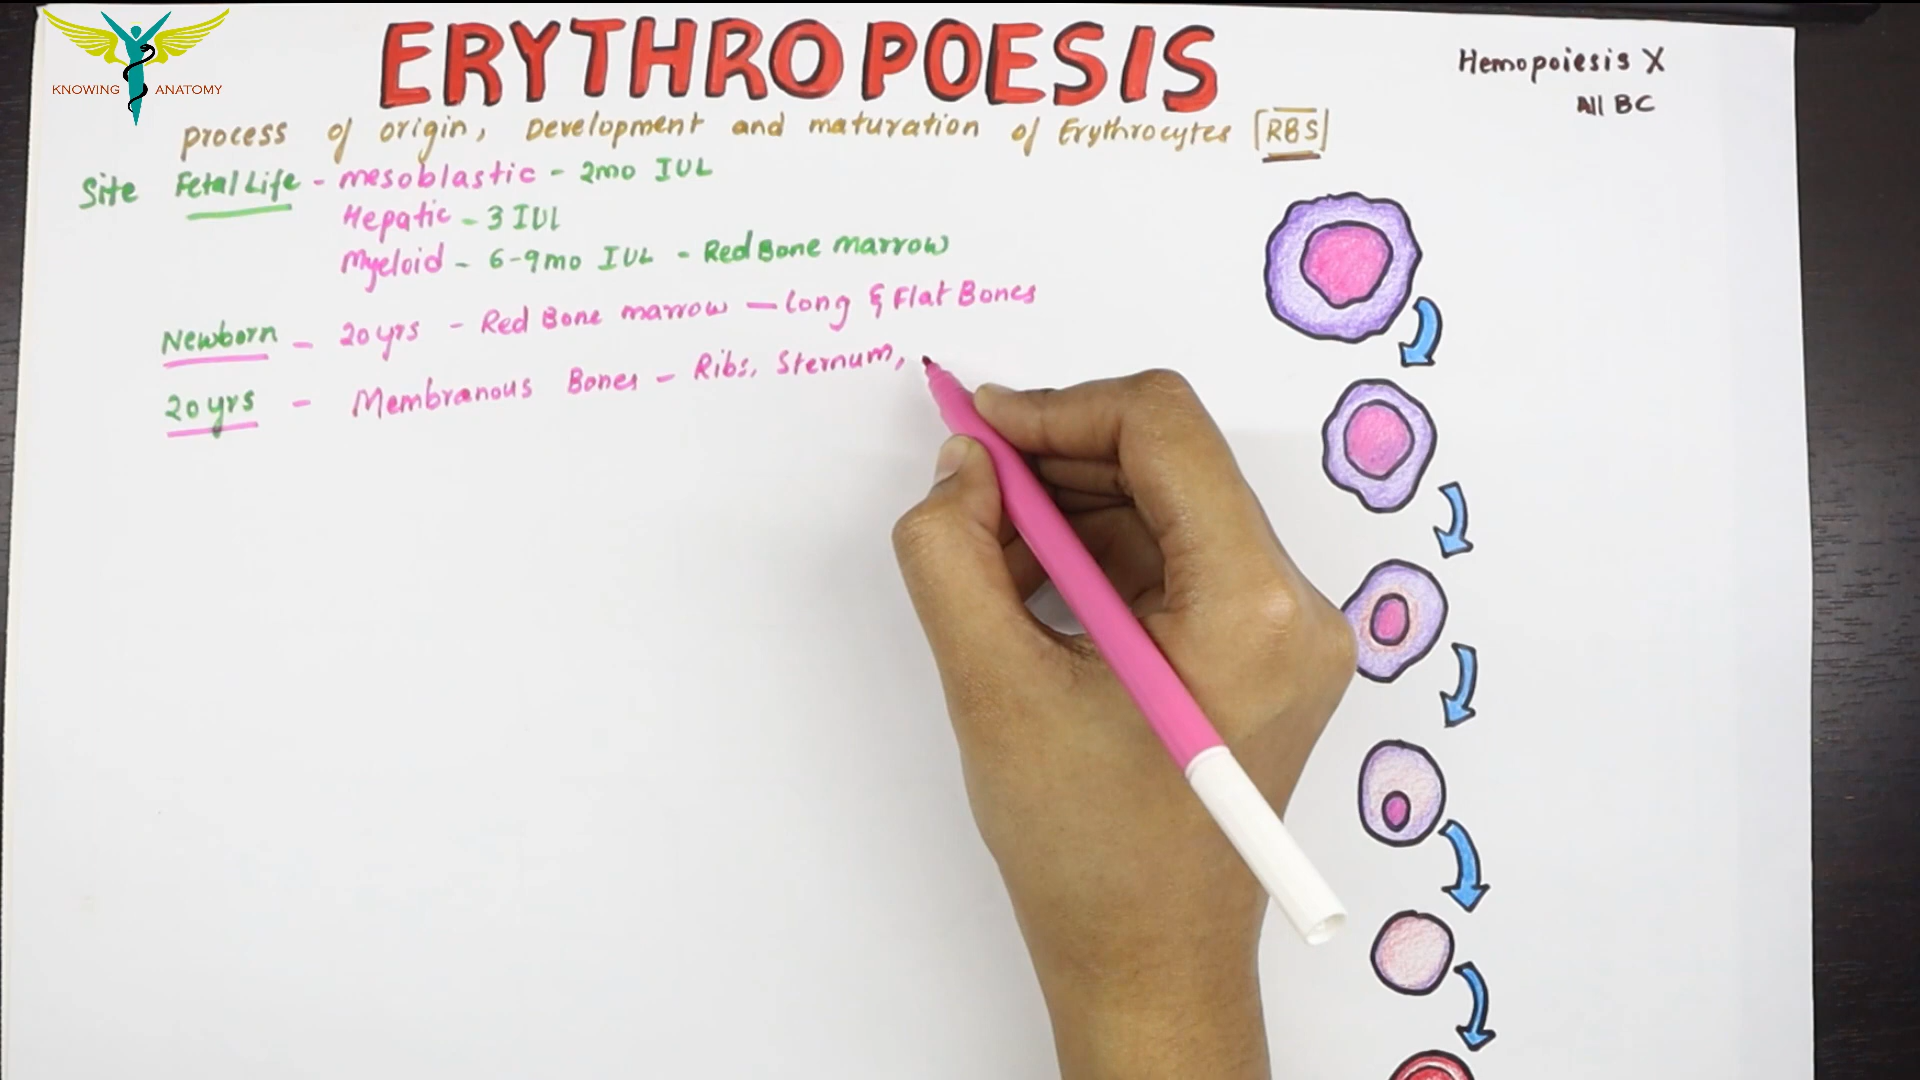 KNOWING ANATOMY
ERYTHROPOESIS
Hemopoiesis X
All BC
process of origin, Development and maturation of Erythrocytes [RBS]
Site Fetal Life - mesoblastic - 2mo IUL
Hepatic - 3 IUL
Myeloid - 6-9mo IUL - Red Bone marrow
Newborn - 20yrs - Red Bone marrow - Long & Flat Bones
20yrs - Membranous Bones - Ribs, Sternum,